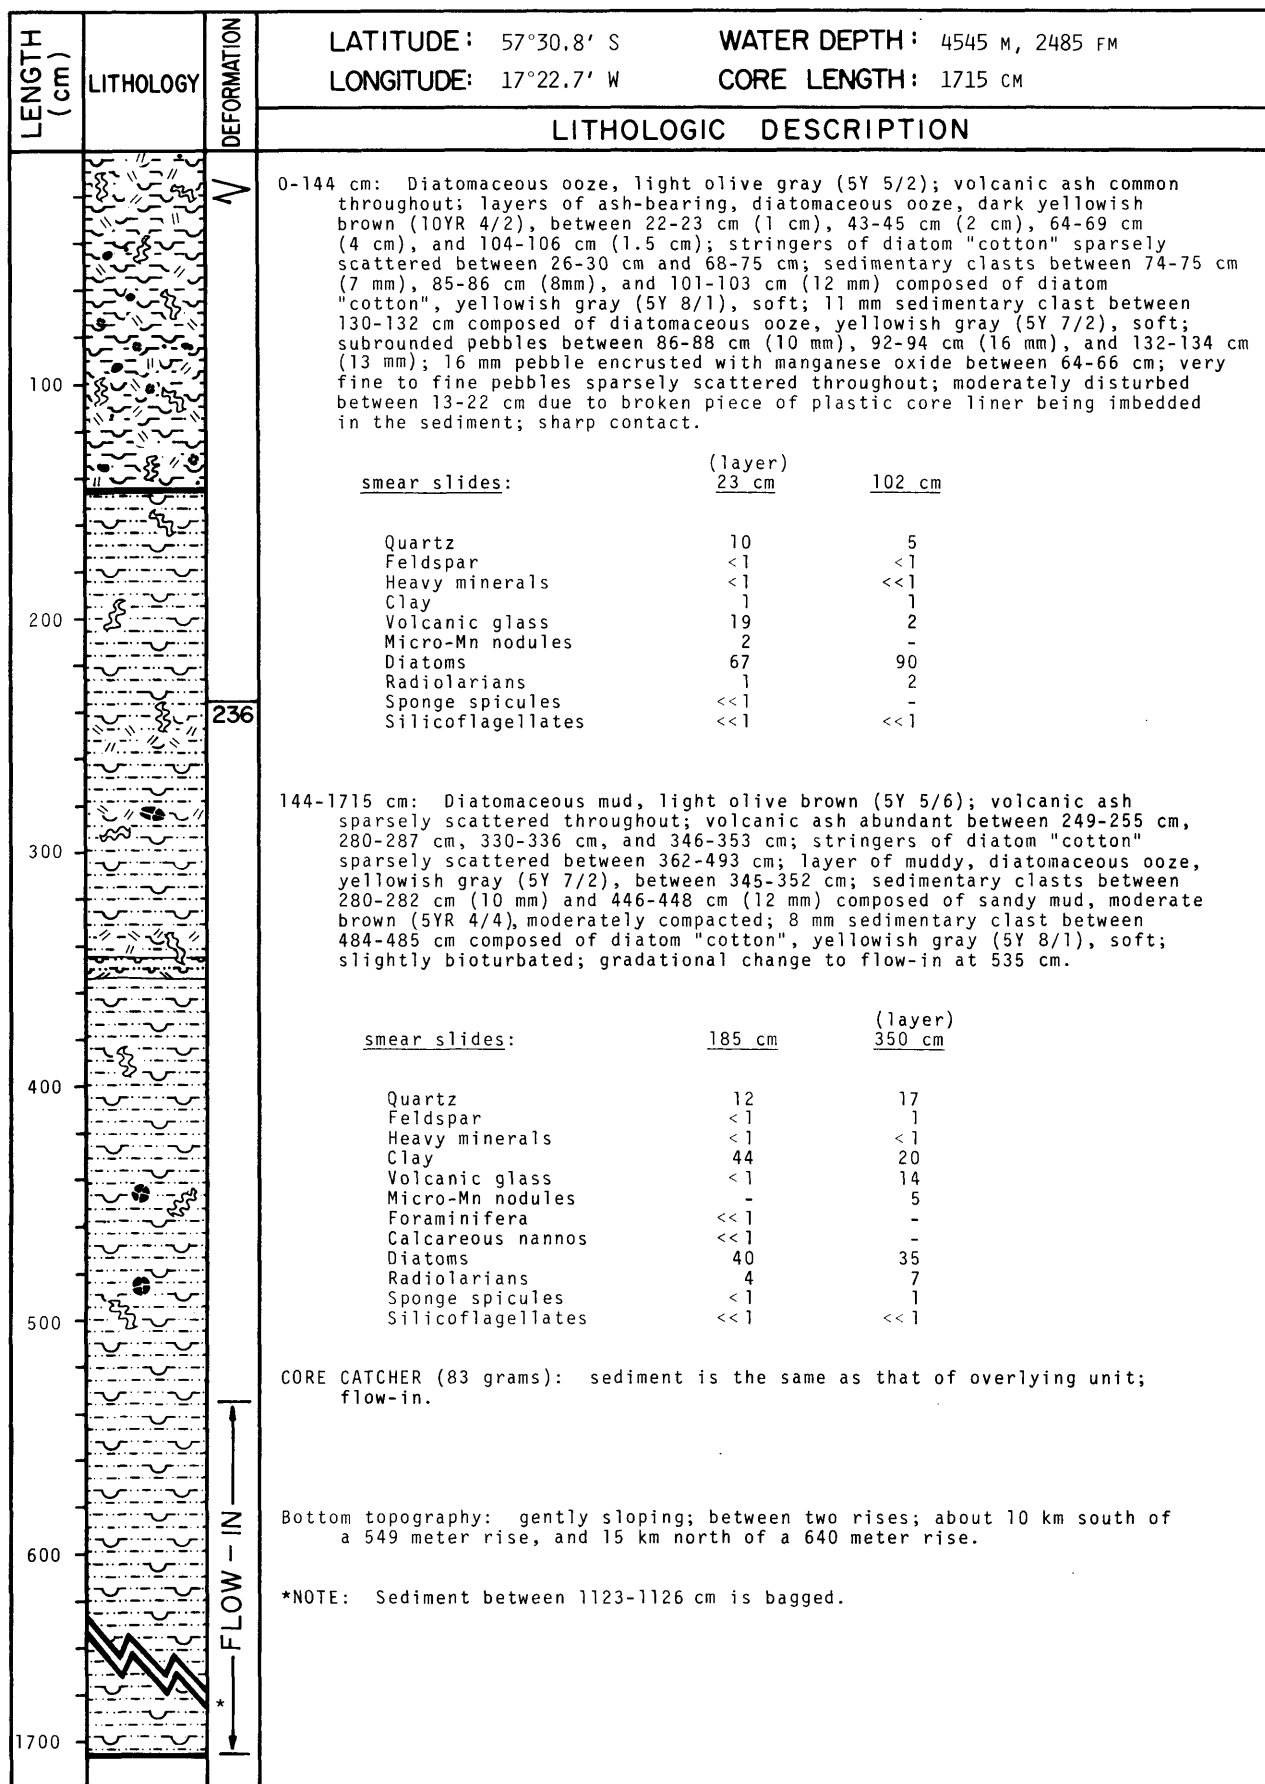 LENGTH (cm)
LITHOLOGY
DEFORMATION
LATITUDE: 57°30.8' S WATER DEPTH: 4545 M, 2485 FM
LONGITUDE: 17°22.7' W CORE LENGTH: 1715 CM
LITHOLOGIC DESCRIPTION
0-144 cm: Diatomaceous ooze, light olive gray (5Y 5/2); volcanic ash common
throughout; layers of ash-bearing, diatomaceous ooze, dark yellowish
brown (10YR 4/2), between 22-23 cm (1 cm), 43-45 cm (2 cm), 64-69 cm
(4 cm), and 104-106 cm (1.5 cm); stringers of diatom "cotton" sparsely
scattered between 26-30 cm and 68-75 cm; sedimentary clasts between 74-75 cm
(7 mm), 85-86 cm (8mm), and 101-103 cm (12 mm) composed of diatom
"cotton", yellowish gray (5Y 8/1), soft; 11 mm sedimentary clast between
130-132 cm composed of diatomaceous ooze, yellowish gray (5Y 7/2), soft;
subrounded pebbles between 86-88 cm (10 mm), 92-94 cm (16 mm), and 132-134 cm
(13 mm); 16 mm pebble encrusted with manganese oxide between 64-66 cm; very
fine to fine pebbles sparsely scattered throughout; moderately disturbed
between 13-22 cm due to broken piece of plastic core liner being imbedded
in the sediment; sharp contact.
100
(layer)
smear slides: 23 cm 102 cm
Quartz 10 5
Feldspar <1 <1
Heavy minerals <1 <<1
Clay 1 1
200
Volcanic glass 19 2
Micro-Mn nodules 2 -
Diatoms 67 90
Radiolarians 1 2
Sponge spicules <<1 -
Silicoflagellates <<1 <<1
236
144-1715 cm: Diatomaceous mud, light olive brown (5Y 5/6); volcanic ash
sparsely scattered throughout; volcanic ash abundant between 249-255 cm,
280-287 cm, 330-336 cm, and 346-353 cm; stringers of diatom "cotton"
sparsely scattered between 362-493 cm; layer of muddy, diatomaceous ooze,
yellowish gray (5Y 7/2), between 345-352 cm; sedimentary clasts between
280-282 cm (10 mm) and 446-448 cm (12 mm) composed of sandy mud, moderate
brown (5YR 4/4), moderately compacted; 8 mm sedimentary clast between
484-485 cm composed of diatom "cotton", yellowish gray (5Y 8/1), soft;
slightly bioturbated; gradational change to flow-in at 535 cm.
300
(layer)
smear slides: 185 cm 350 cm
400
Quartz 12 17
Feldspar <1 1
Heavy minerals <1 <1
Clay 44 20
Volcanic glass <1 14
Micro-Mn nodules - 5
Foraminifera <<1 -
Calcareous nannos <<1 -
Diatoms 40 35
Radiolarians 4 7
Sponge spicules <1 1
Silicoflagellates <<1 <<1
500
CORE CATCHER (83 grams): sediment is the same as that of overlying unit;
flow-in.
Bottom topography: gently sloping; between two rises; about 10 km south of
a 549 meter rise, and 15 km north of a 640 meter rise.
600
FLOW-IN
*NOTE: Sediment between 1123-1126 cm is bagged.
*
1700